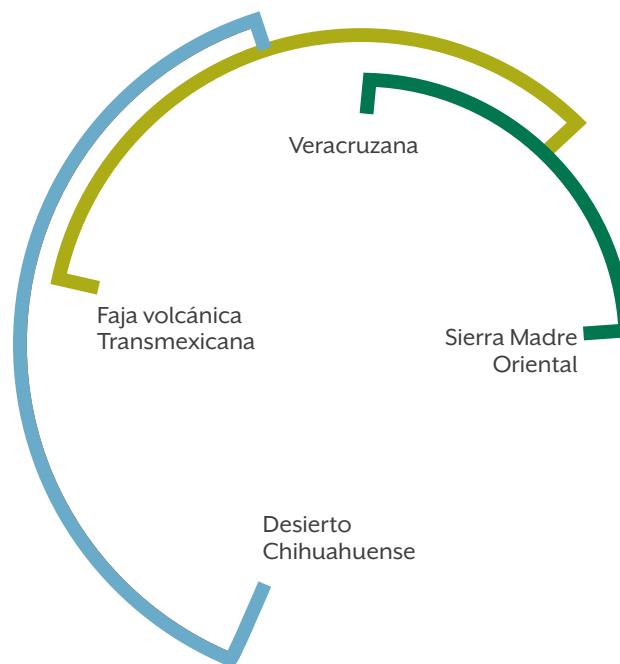 Veracruzana
Faja volcánica
Transmexicana
Sierra Madre
Oriental
Desierto
Chihuahuense